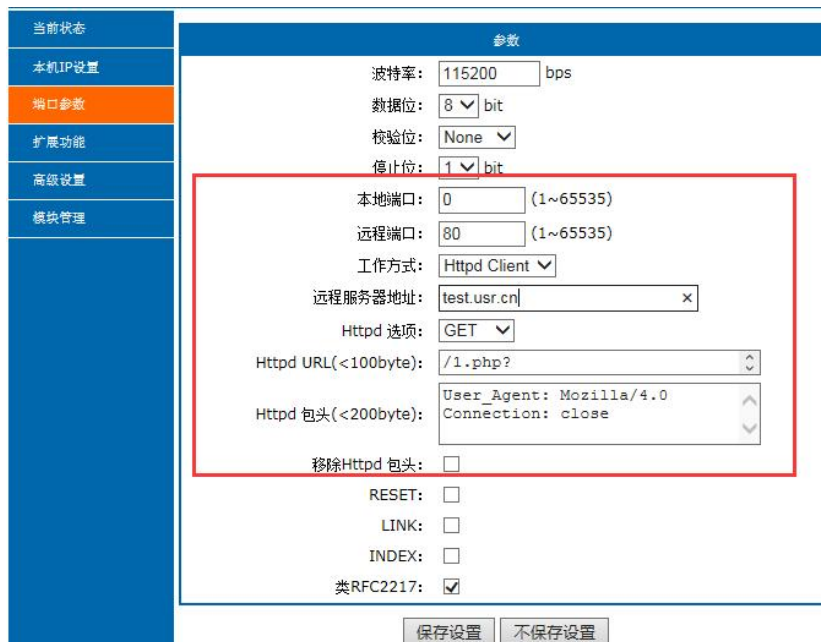 当前状态
本机IP设置
端口参数
扩展功能
高级设置
模块管理
参数
波特率: 115200 bps
数据位: 8 bit
校验位: None
停止位: 1 bit
本地端口: 0 (1~65535)
远程端口: 80 (1~65535)
工作方式: Httpd Client
远程服务器地址: test.usr.cn ×
Httpd 选项: GET
Httpd URL(<100byte): /1.php?
Httpd 包头(<200byte): User_Agent: Mozilla/4.0
Connection: close
移除Httpd 包头:
RESET:
LINK:
INDEX:
类RFC2217:
保存设置 不保存设置